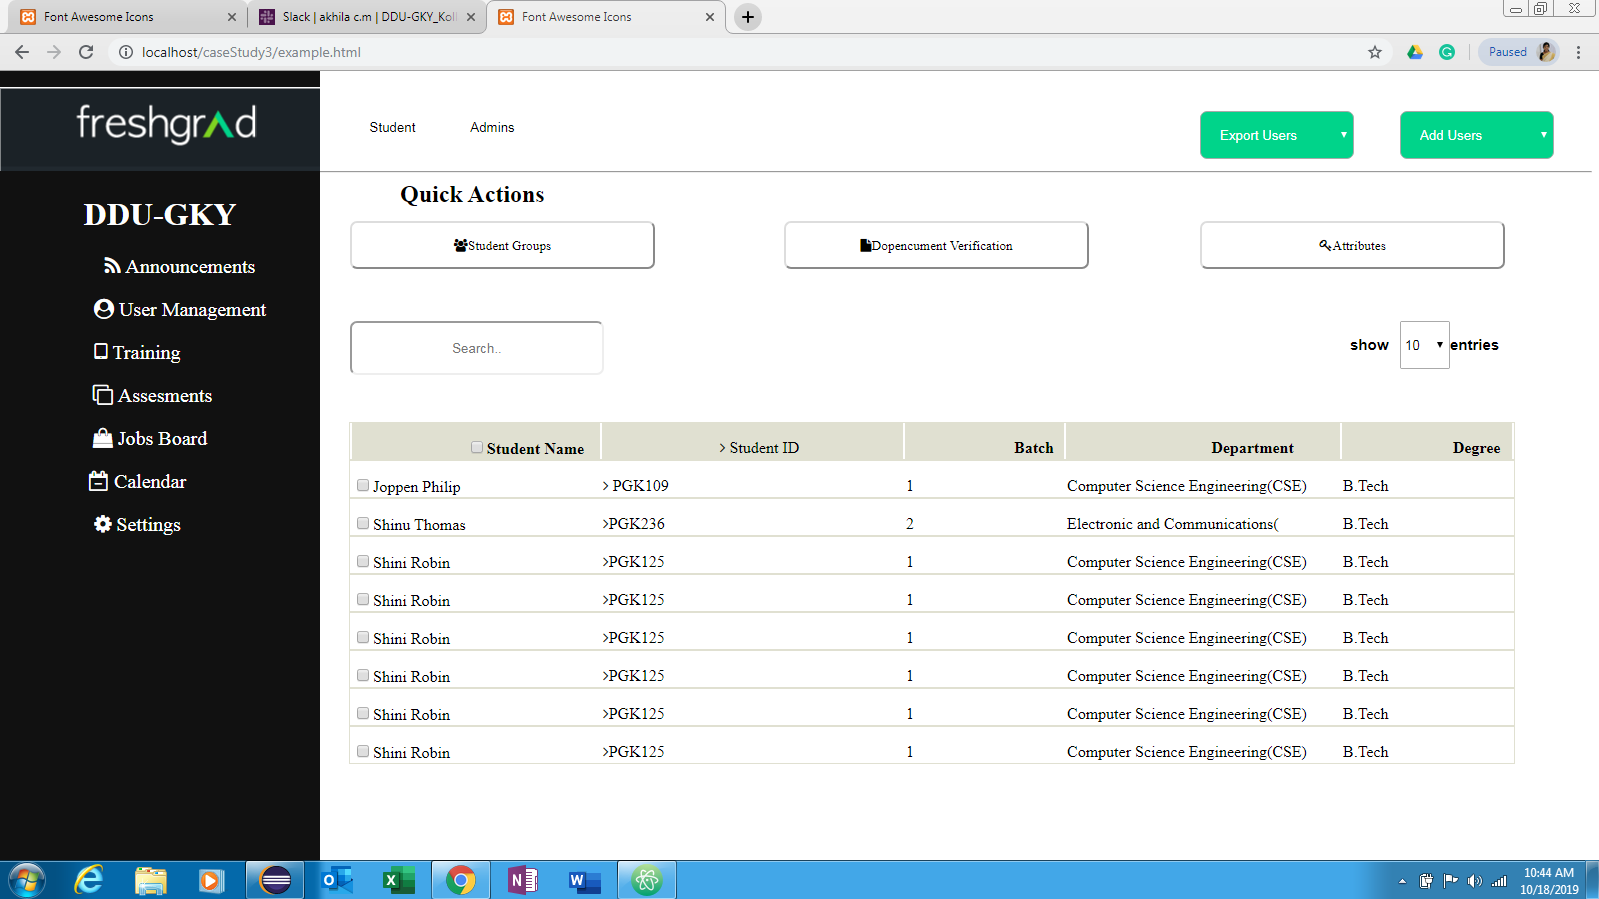 Font Awesome Icons
Slack | akhila c.m | DDU-GKY_Koll
Font Awesome Icons
localhost/caseStudy3/example.html
Paused
freshgrad
Student
Admins
Export Users
Add Users
DDU-GKY
Announcements
User Management
Training
Assesments
Jobs Board
Calendar
Settings
Quick Actions
Student Groups
Dopencument Verification
Attributes
Search..
show 10 entries
Student Name > Student ID Batch Department Degree
Joppen Philip > PGK109 1 Computer Science Engineering(CSE) B.Tech
Shinu Thomas >PGK236 2 Electronic and Communications( B.Tech
Shini Robin >PGK125 1 Computer Science Engineering(CSE) B.Tech
Shini Robin >PGK125 1 Computer Science Engineering(CSE) B.Tech
Shini Robin >PGK125 1 Computer Science Engineering(CSE) B.Tech
Shini Robin >PGK125 1 Computer Science Engineering(CSE) B.Tech
Shini Robin >PGK125 1 Computer Science Engineering(CSE) B.Tech
Shini Robin >PGK125 1 Computer Science Engineering(CSE) B.Tech
10:44 AM
10/18/2019